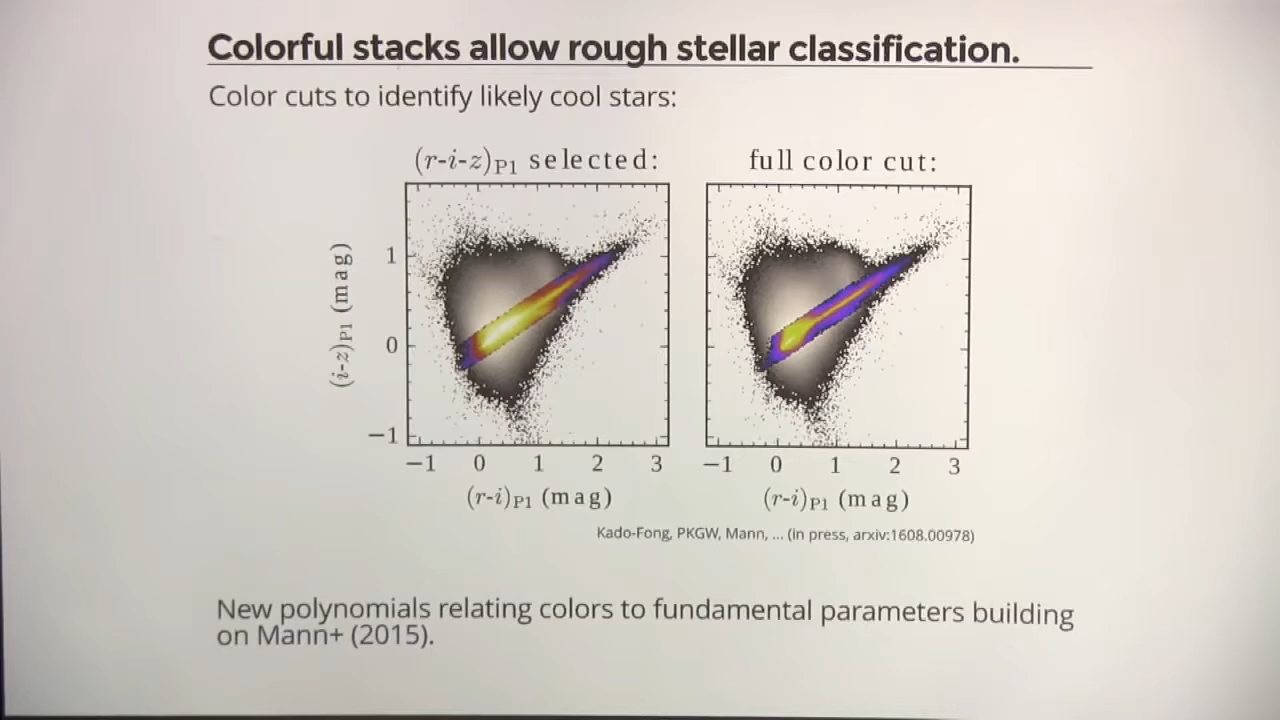 Colorful stacks allow rough stellar classification.
Color cuts to identify likely cool stars:
(r-i-z)P1 selected:
full color cut:
(i-z)P1 (mag)
1
0
−1
−1 0 1 2 3
−1 0 1 2 3
(r-i)P1 (mag)
(r-i)P1 (mag)
Kado-Fong, PKGW, Mann, ... (in press, arxiv:1608.00978)
New polynomials relating colors to fundamental parameters building
on Mann+ (2015).